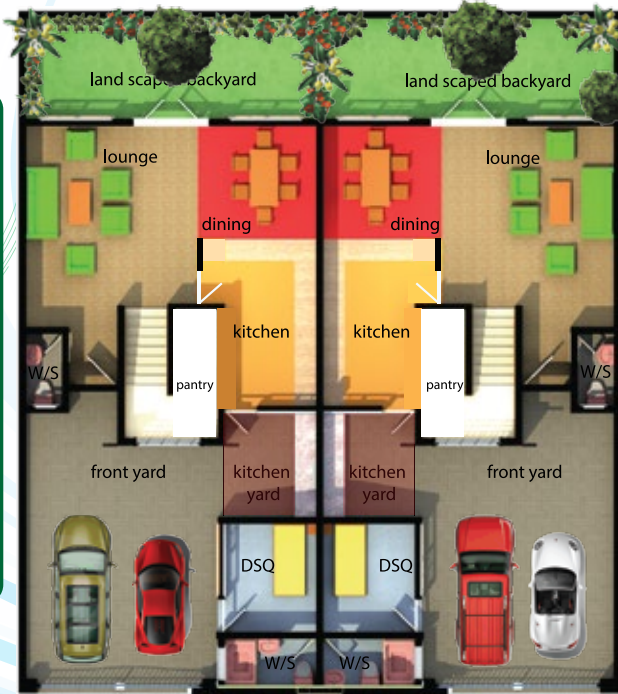 land scaped backyard
land scaped backyard
lounge
lounge
dining
dining
kitchen
kitchen
W/S
W/S
pantry
pantry
front yard
kitchen
yard
kitchen
yard
front yard
DSQ
DSQ
W/S
W/S